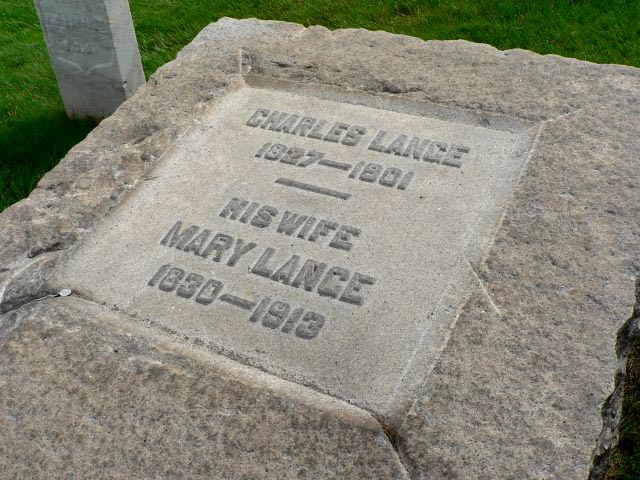 CHARLES LANGE
1827—1901
HIS WIFE
MARY LANGE
1830—1913